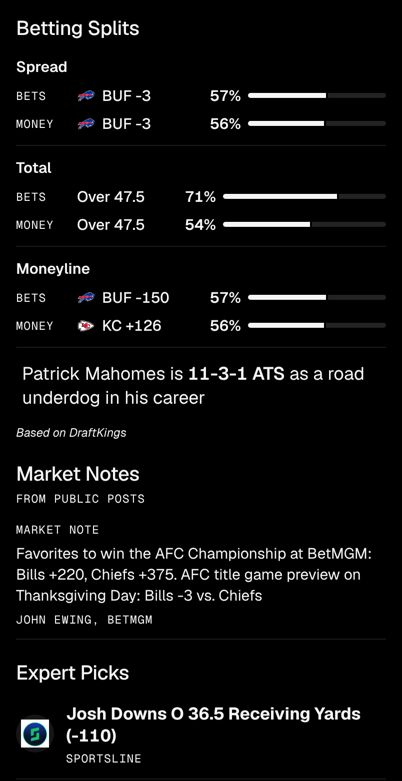 Betting Splits
Spread
BETS BUF -3 57%
MONEY BUF -3 56%
Total
BETS Over 47.5 71%
MONEY Over 47.5 54%
Moneyline
BETS BUF -150 57%
MONEY KC +126 56%
Patrick Mahomes is 11-3-1 ATS as a road
underdog in his career
Based on DraftKings
Market Notes
FROM PUBLIC POSTS
MARKET NOTE
Favorites to win the AFC Championship at BetMGM:
Bills +220, Chiefs +375. AFC title game preview on
Thanksgiving Day: Bills -3 vs. Chiefs
JOHN EWING, BETMGM
Expert Picks
Josh Downs O 36.5 Receiving Yards
(-110)
SPORTSLINE